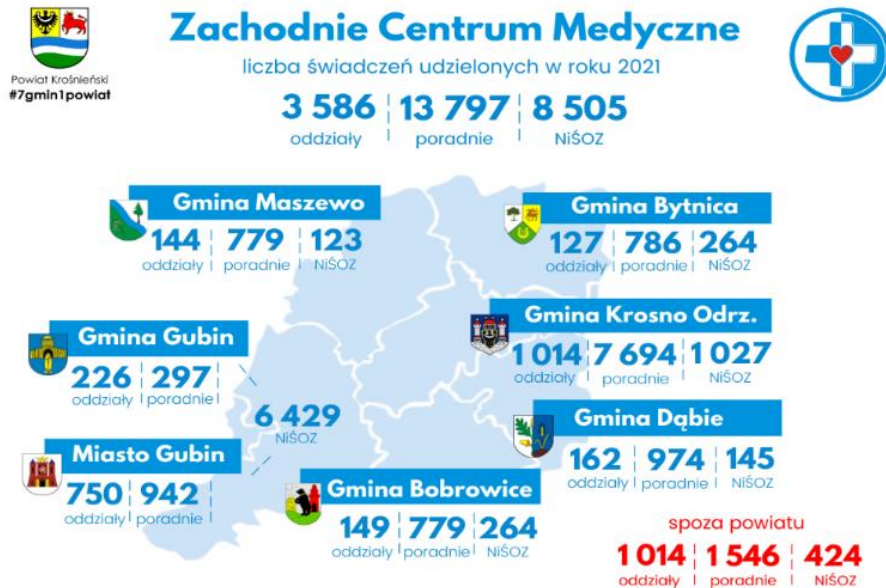 Zachodnie Centrum Medyczne
liczba świadczeń udzielonych w roku 2021
Powiat Krośnieński
#7gmin1powiat
3 586 13 797 8 505
oddziały poradnie NiŚOZ
Gmina Maszewo
144 779 123
oddziały poradnie NiŚOZ
Gmina Bytnica
127 786 264
oddziały poradnie NiŚOZ
Gmina Gubin
226 297
oddziały poradnie
Gmina Krosno Odrz.
1 014 7 694 1 027
oddziały poradnie NiŚOZ
6 429
NiŚOZ
Miasto Gubin
750 942
oddziały poradnie
Gmina Dąbie
162 974 145
oddziały poradnie NiŚOZ
Gmina Bobrowice
149 779 264
oddziały poradnie NiŚOZ
spoza powiatu
1 014 1 546 424
oddziały poradnie NiŚOZ